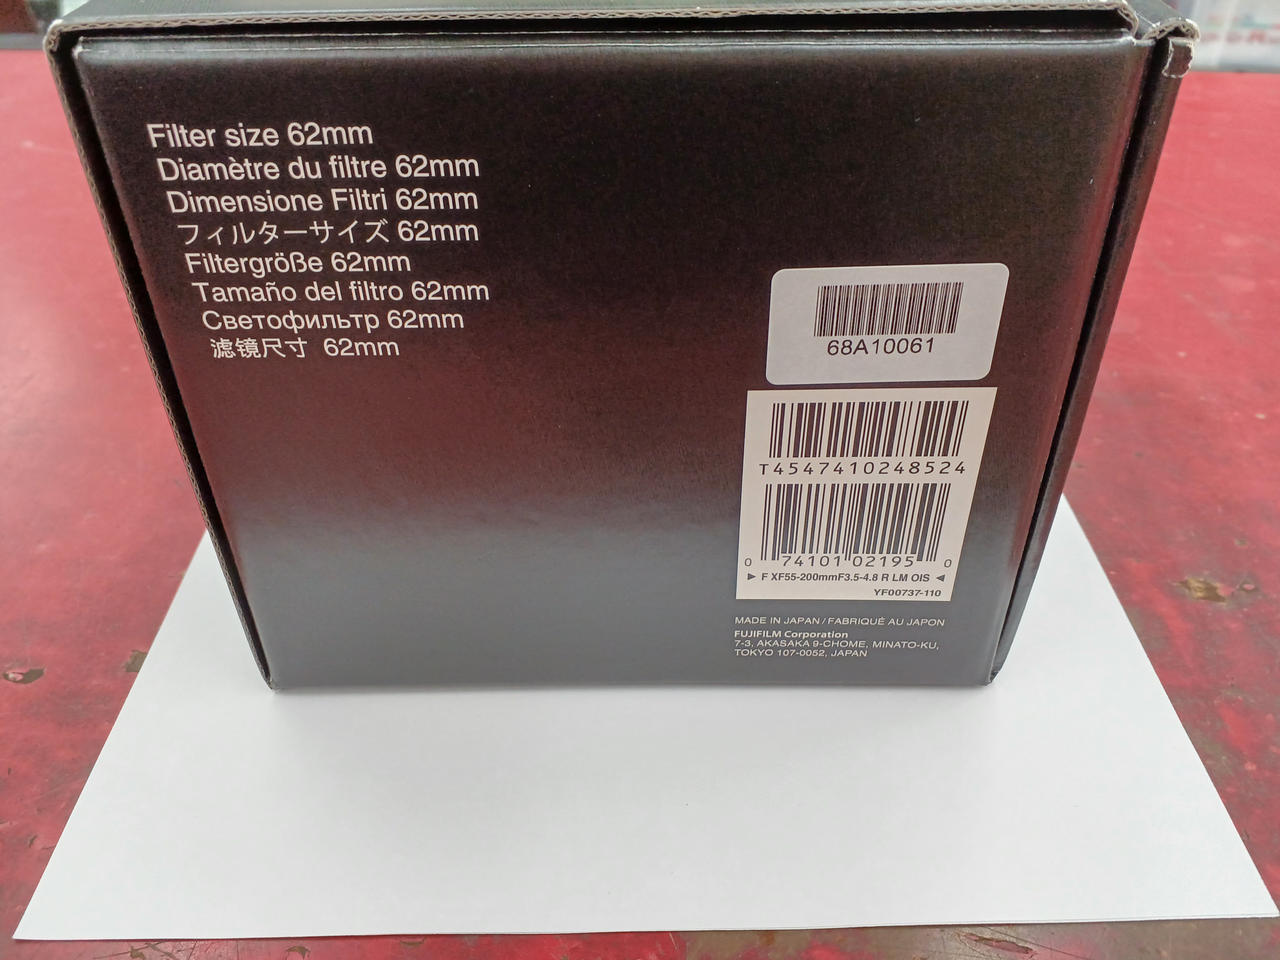 Filter size 62mm
Diamètre du filtre 62mm
Dimensione Filtri 62mm
フィルターサイズ 62mm
Filtergröße 62mm
Tamaño del filtro 62mm
Светофильтр 62mm
滤镜尺寸 62mm
68A10061
T4547410248524
0 74101 02195 0
► F XF55-200mmF3.5-4.8 R LM OIS ◄
YF00737-110
MADE IN JAPAN / FABRIQUÉ AU JAPON
FUJIFILM Corporation
7-3, AKASAKA 9-CHOME, MINATO-KU,
TOKYO 107-0052, JAPAN